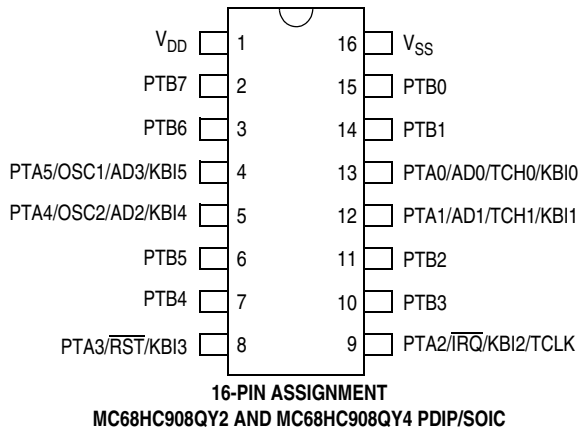 VDD 1 16 VSS
PTB7 2 15 PTB0
PTB6 3 14 PTB1
PTA5/OSC1/AD3/KBI5 4 13 PTA0/AD0/TCH0/KBI0
PTA4/OSC2/AD2/KBI4 5 12 PTA1/AD1/TCH1/KBI1
PTB5 6 11 PTB2
PTB4 7 10 PTB3
PTA3/R̅S̅T̅/KBI3 8 9 PTA2/I̅R̅Q̅/KBI2/TCLK
16-PIN ASSIGNMENT
MC68HC908QY2 AND MC68HC908QY4 PDIP/SOIC